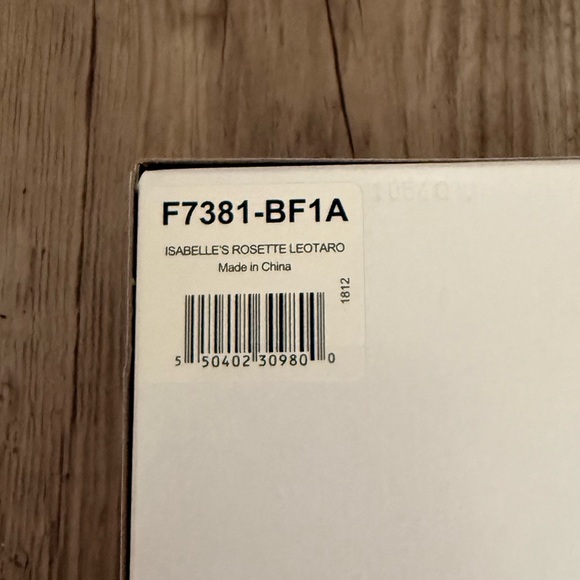 F7381-BF1A
ISABELLE'S ROSETTE LEOTARO
Made in China
1812
5 50402 30980 0